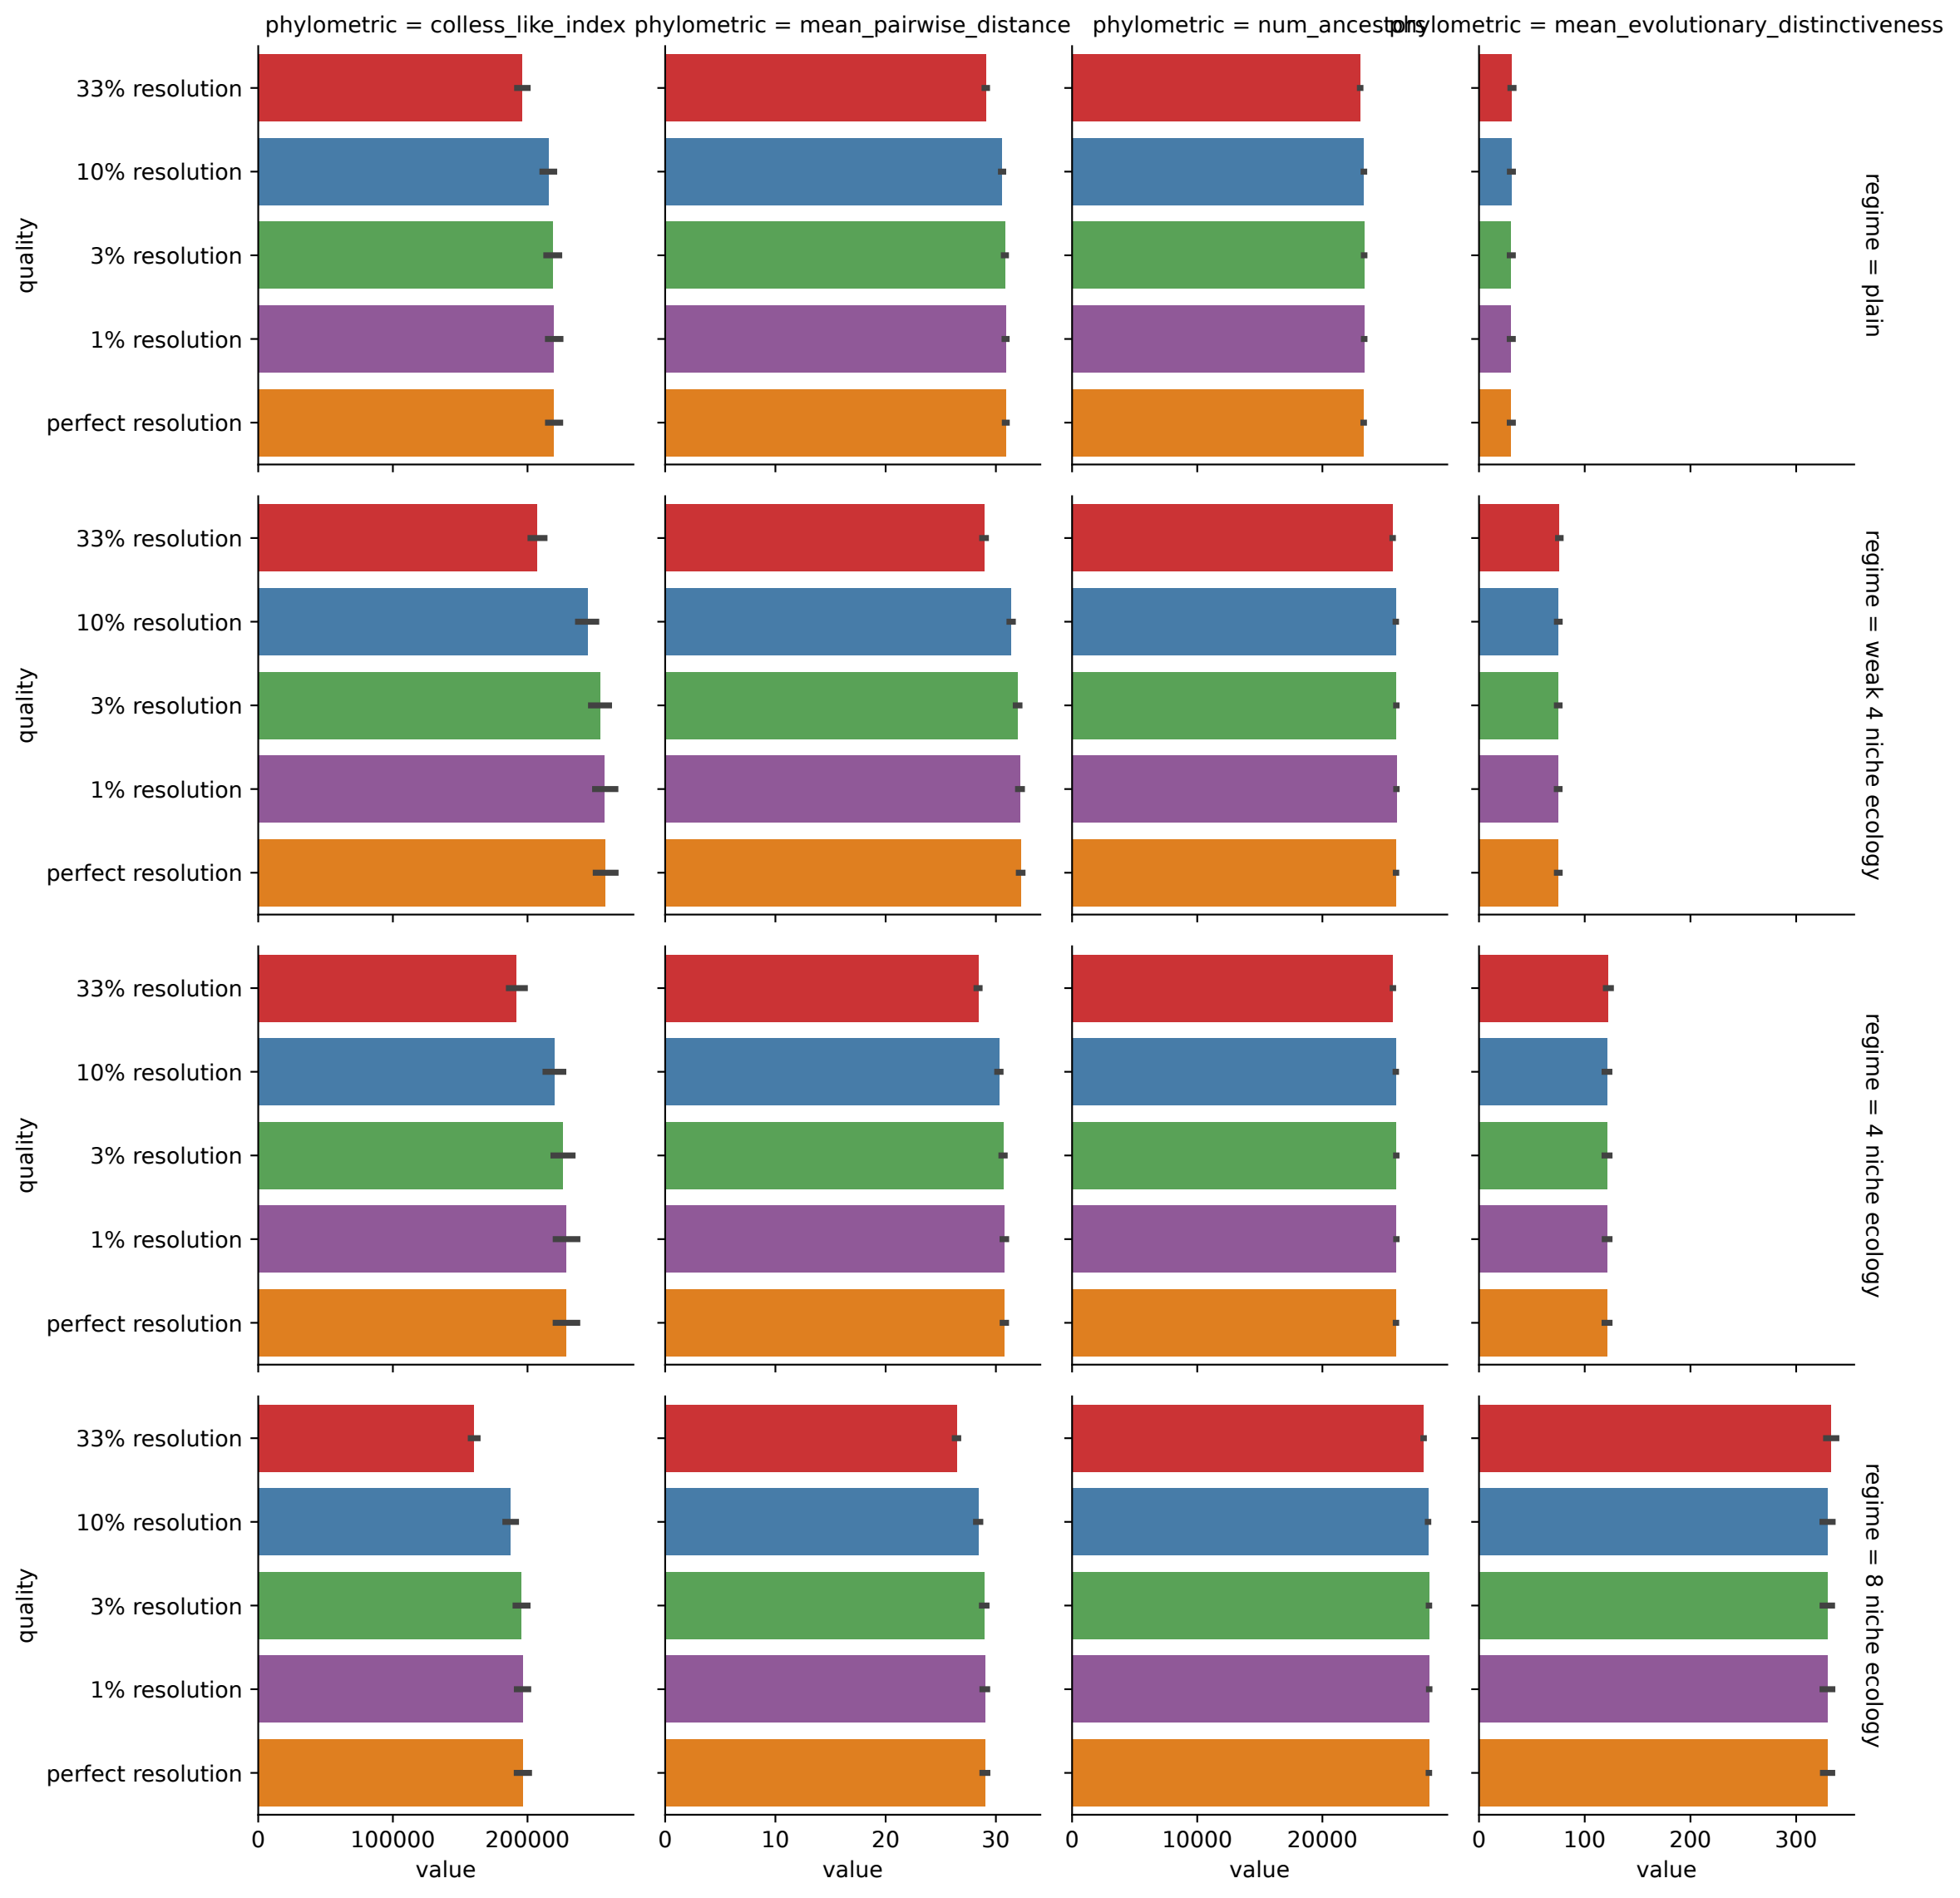 phylometric = colless_like_index
phylometric = mean_pairwise_distance
phylometric = num_ancestors
phylometric = mean_evolutionary_distinctiveness
quality
33% resolution
10% resolution
3% resolution
1% resolution
perfect resolution
regime = plain
quality
33% resolution
10% resolution
3% resolution
1% resolution
perfect resolution
regime = weak 4 niche ecology
quality
33% resolution
10% resolution
3% resolution
1% resolution
perfect resolution
regime = 4 niche ecology
quality
33% resolution
10% resolution
3% resolution
1% resolution
perfect resolution
regime = 8 niche ecology
0 100000 200000
0 10 20 30
0 10000 20000
0 100 200 300
value
value
value
value